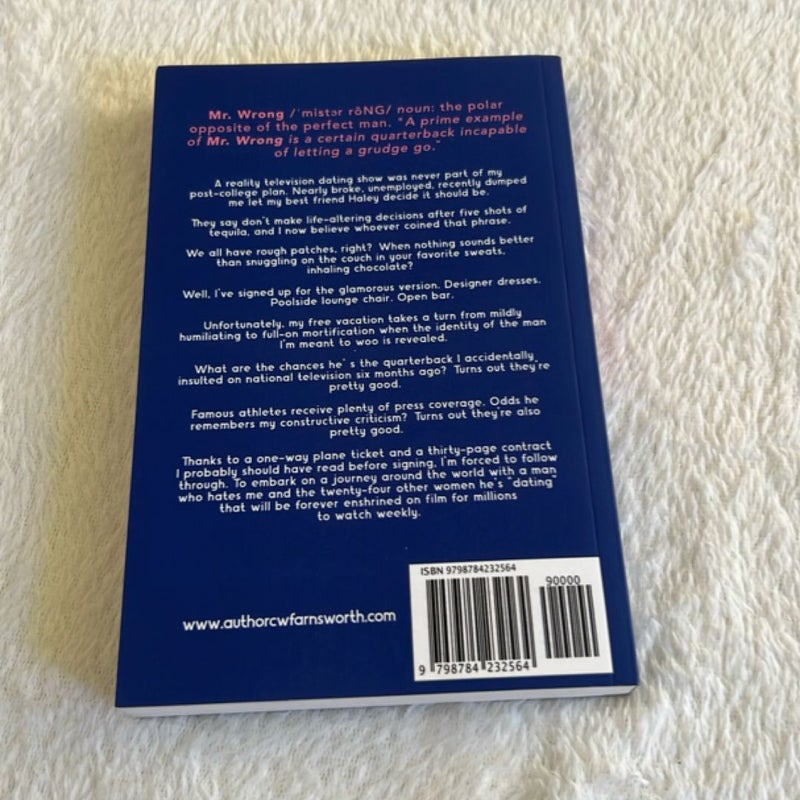 Mr. Wrong /ˈmistər rôNG/ noun: the polar
opposite of the perfect man. "A prime example
of Mr. Wrong is a certain quarterback incapable
of letting a grudge go."
A reality television dating show was never part of my
post-college plan. Nearly broke, unemployed, recently dumped
me let my best friend Haley decide it should be.
They say don't make life-altering decisions after five shots of
tequila, and I now believe whoever coined that phrase.
We all have rough patches, right? When nothing sounds better
than snuggling on the couch in your favorite sweats,
inhaling chocolate?
Well, I've signed up for the glamorous version. Designer dresses.
Poolside lounge chair. Open bar.
Unfortunately, my free vacation takes a turn from mildly
humiliating to full-on mortification when the identity of the man
I'm meant to woo is revealed.
What are the chances he's the quarterback I accidentally
insulted on national television six months ago? Turns out they're
pretty good.
Famous athletes receive plenty of press coverage. Odds he
remembers my constructive criticism? Turns out they're also
pretty good.
Thanks to a one-way plane ticket and a thirty-page contract
I probably should have read before signing, I'm forced to follow
through. To embark on a journey around the world with a man
who hates me and the twenty-four other women he's "dating"
that will be forever enshrined on film for millions
to watch weekly.
www.authorcwfarnsworth.com
ISBN 9798784232564
90000
9 798784 232564